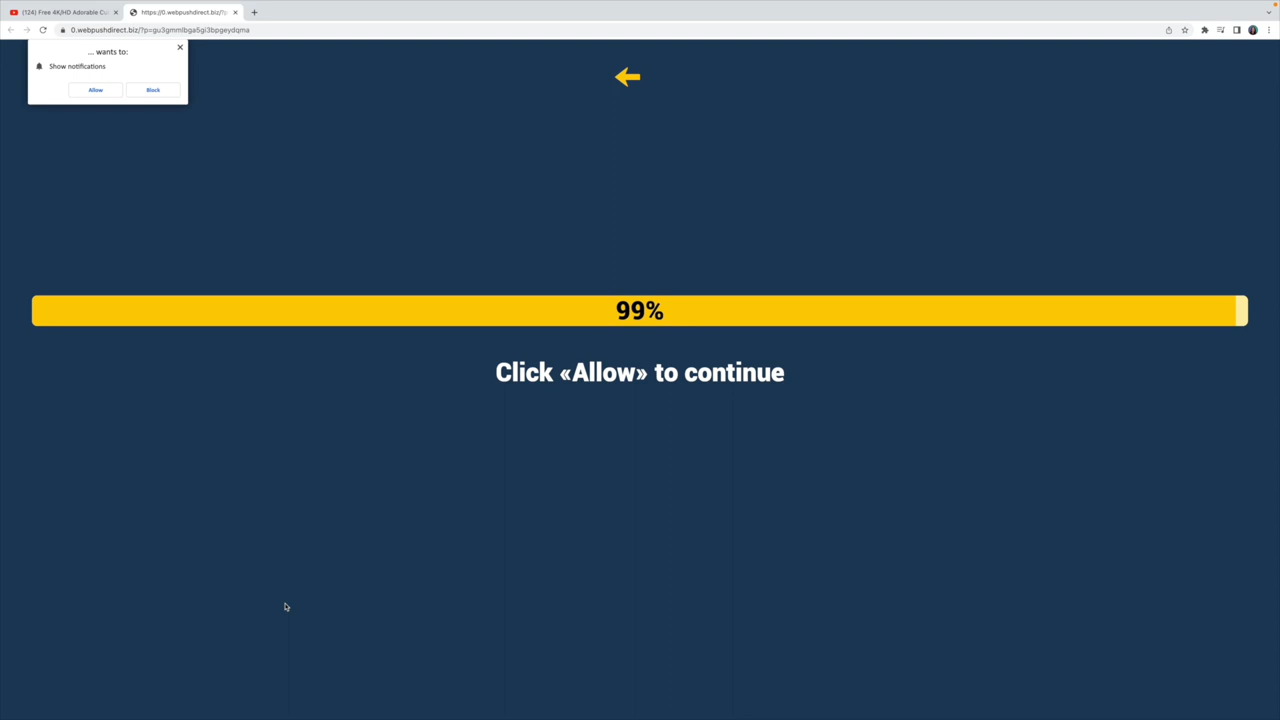 (124) Free 4K/HD Adorable Cu
https://0.webpushdirect.biz/?p
0.webpushdirect.biz/?p=gu3gmmlbga5gi3bpgeydqma
... wants to:
Show notifications
Allow Block
99%
Click «Allow» to continue